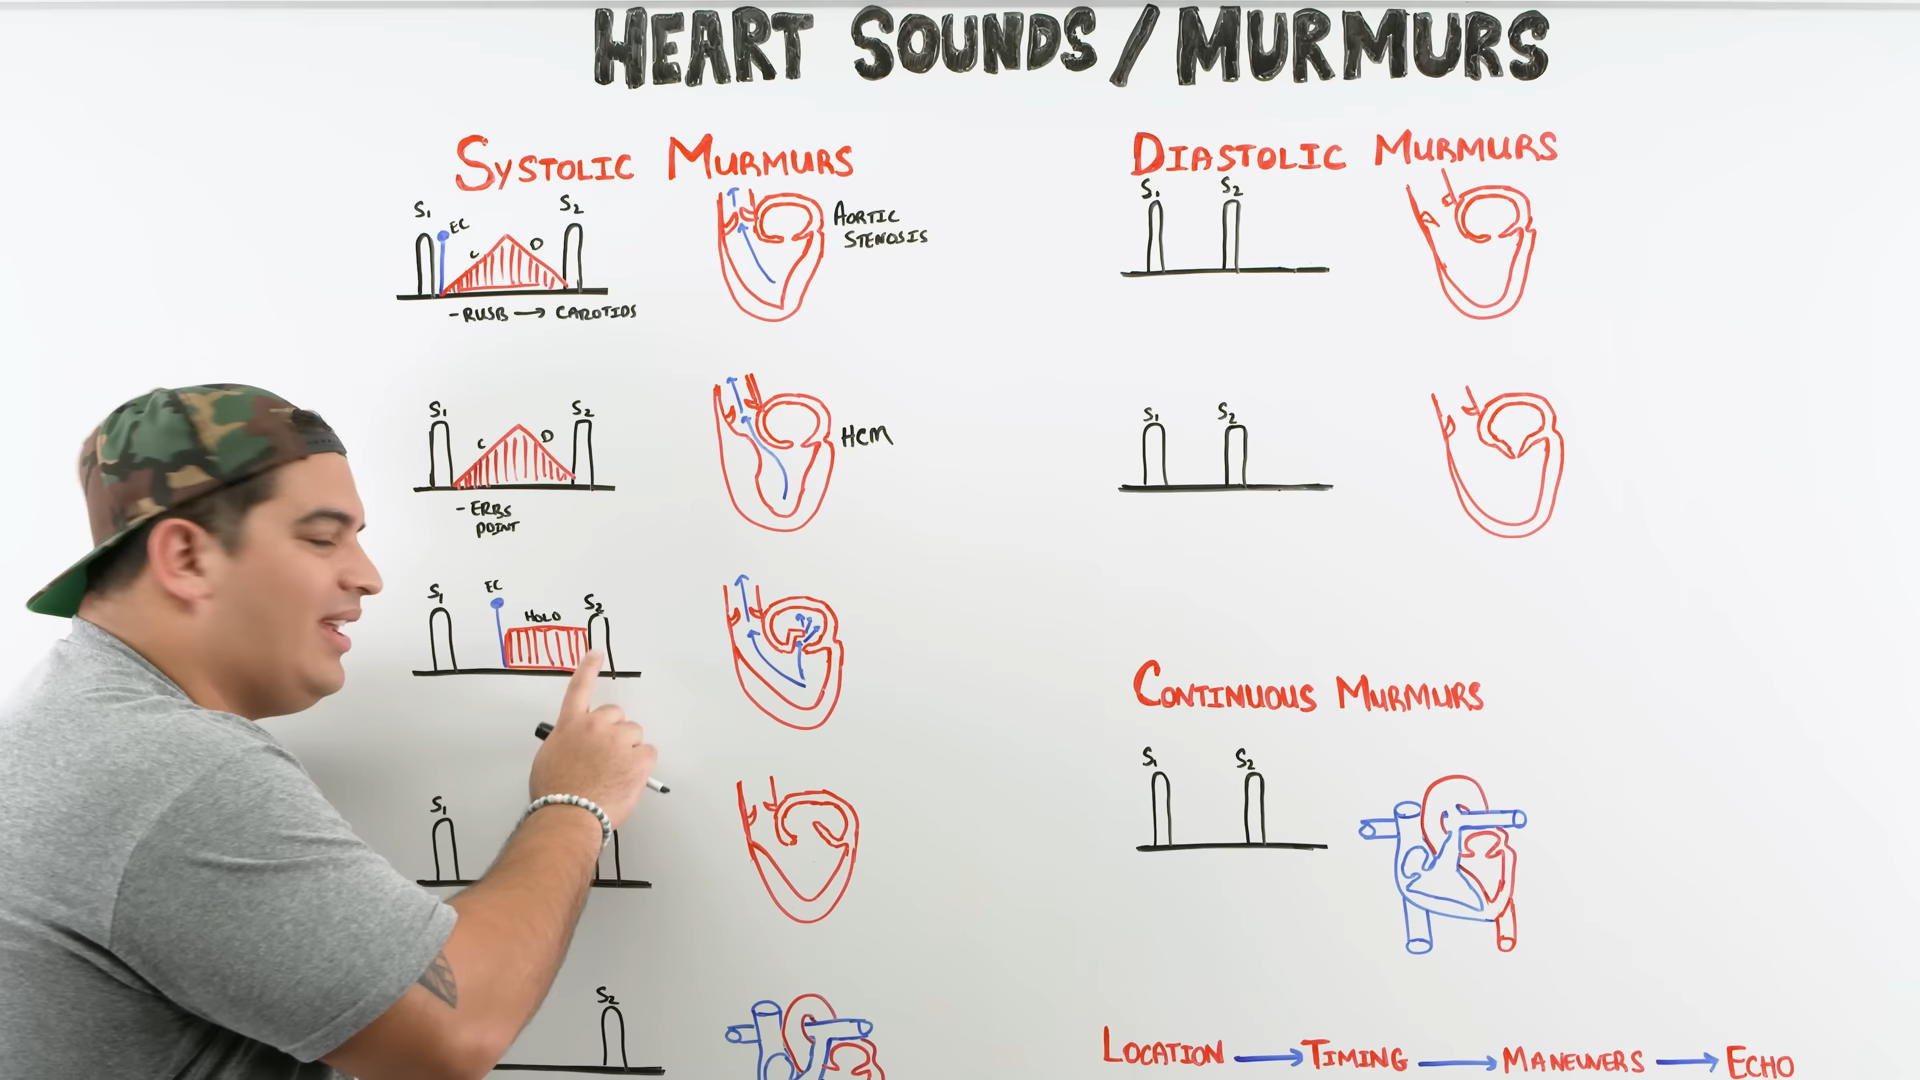 HEART SOUNDS / MURMURS
SYSTOLIC MURMURS
S1 EC C D S2
- RUSB → CAROTIDS
AORTIC
STENOSIS
S1 C D S2
- ERBS
POINT
HCM
S1 EC HOLO S2
S1
S2
DIASTOLIC MURMURS
S1 S2
S1 S2
CONTINUOUS MURMURS
S1 S2
LOCATION → TIMING → MANEUVERS → ECHO